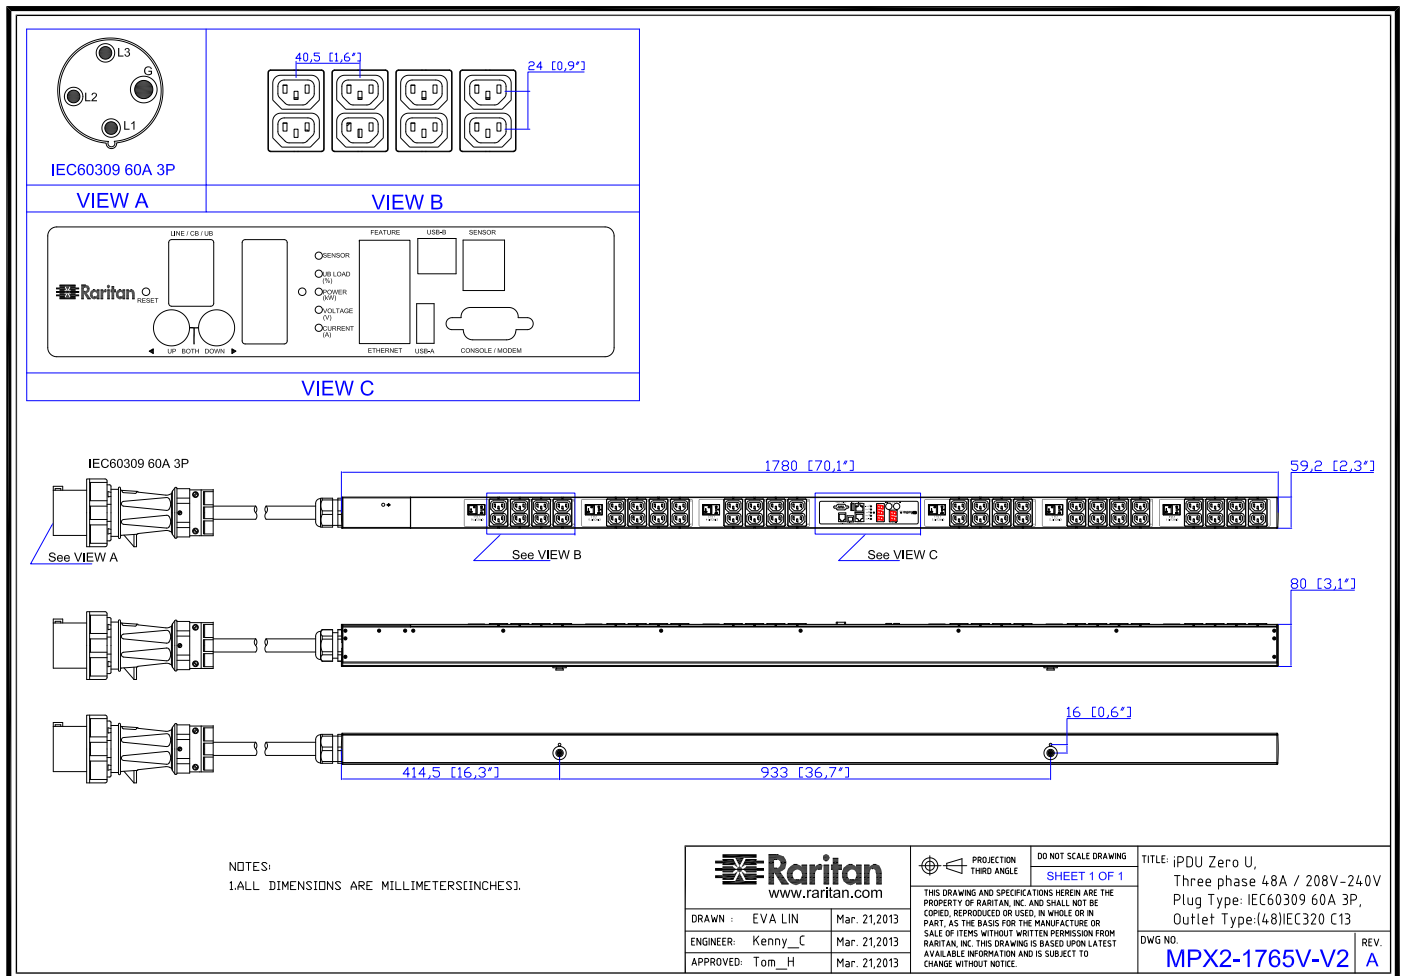 L3
G
L2
L1
IEC60309 60A 3P
VIEW A
40,5 [1,6"]
24 [0,9"]
VIEW B
LINE / CB / UB
FEATURE
USB-B
SENSOR
SENSOR
UB LOAD
(%)
POWER
(kW)
VOLTAGE
(V)
CURRENT
(A)
Raritan
RESET
UP BOTH DOWN
ETHERNET
USB-A
CONSOLE / MODEM
VIEW C
IEC60309 60A 3P
1780 [70,1"]
59,2 [2,3"]
See VIEW A
See VIEW B
See VIEW C
80 [3,1"]
16 [0,6"]
414,5 [16,3"]
933 [36,7"]
NOTES:
1.ALL DIMENSIONS ARE MILLIMETERS[INCHES].
Raritan
www.raritan.com
DRAWN : EVA LIN Mar. 21,2013
ENGINEER: Kenny_C Mar. 21,2013
APPROVED: Tom_H Mar. 21,2013
PROJECTION
THIRD ANGLE
DO NOT SCALE DRAWING
SHEET 1 OF 1
THIS DRAWING AND SPECIFICATIONS HEREIN ARE THE
PROPERTY OF RARITAN, INC. AND SHALL NOT BE
COPIED, REPRODUCED OR USED, IN WHOLE OR IN
PART, AS THE BASIS FOR THE MANUFACTURE OR
SALE OF ITEMS WITHOUT WRITTEN PERMISSION FROM
RARITAN, INC. THIS DRAWING IS BASED UPON LATEST
AVAILABLE INFORMATION AND IS SUBJECT TO
CHANGE WITHOUT NOTICE.
TITLE: iPDU Zero U,
Three phase 48A / 208V-240V
Plug Type: IEC60309 60A 3P,
Outlet Type:(48)IEC320 C13
DWG NO.
MPX2-1765V-V2
REV.
A